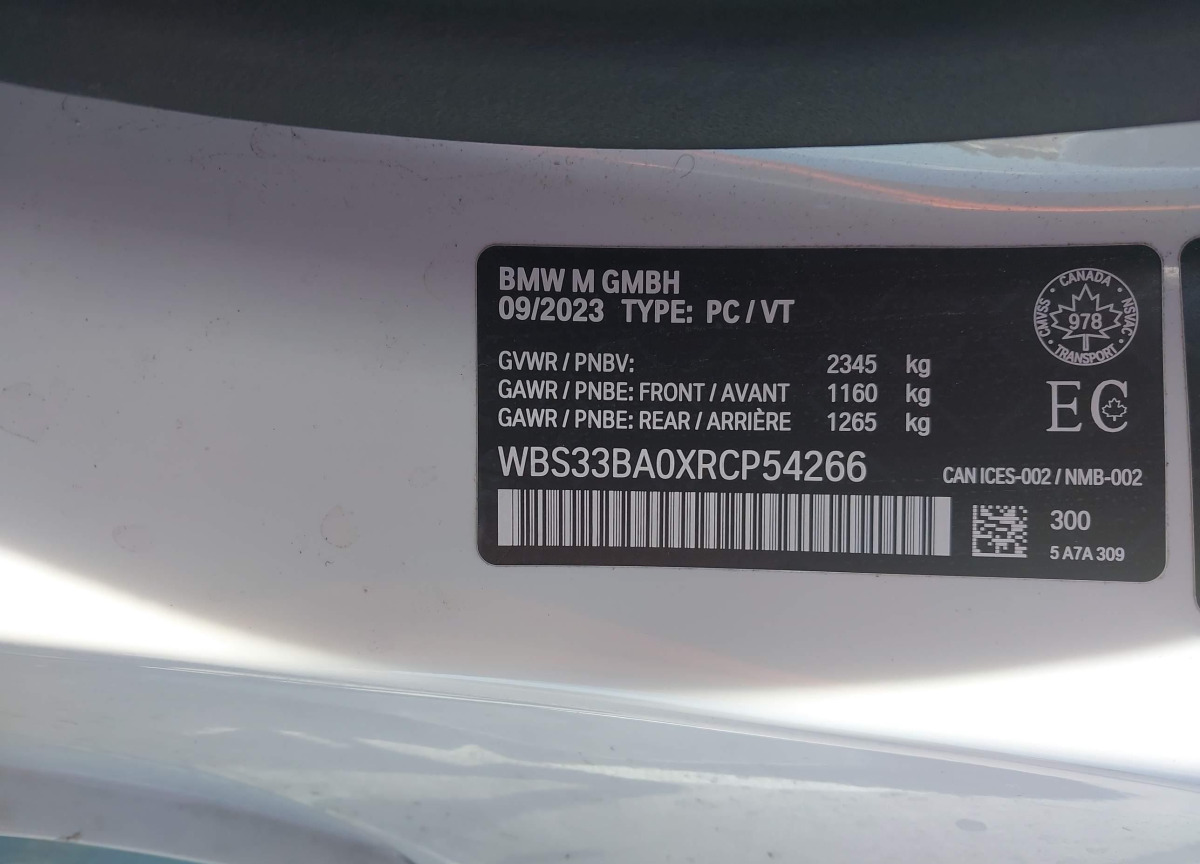 BMW M GMBH
09/2023 TYPE: PC / VT
GVWR / PNBV: 2345 kg
GAWR / PNBE: FRONT / AVANT 1160 kg
GAWR / PNBE: REAR / ARRIÈRE 1265 kg
WBS33BA0XRCP54266
CANADA
CMVSS
978
NSVAC
TRANSPORT
EC
CAN ICES-002 / NMB-002
300
5 A7A 309